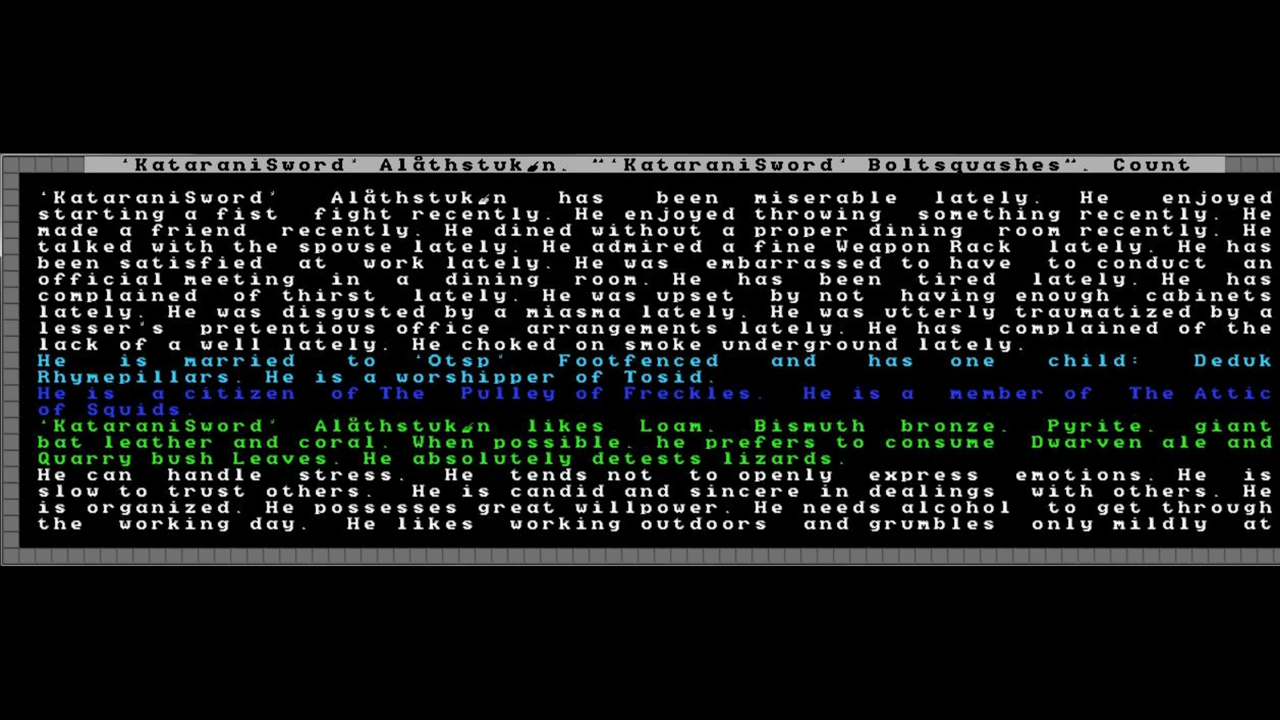 'KataraniSword' Alåthstukón, "'KataraniSword' Boltsquashes", Count
'KataraniSword' Alåthstukón has been miserable lately. He enjoyed
starting a fist fight recently. He enjoyed throwing something recently. He
made a friend recently. He dined without a proper dining room recently. He
talked with the spouse lately. He admired a fine Weapon Rack lately. He has
been satisfied at work lately. He was embarrassed to have to conduct an
official meeting in a dining room. He has been tired lately. He has
complained of thirst lately. He was upset by not having enough cabinets
lately. He was disgusted by a miasma lately. He was utterly traumatized by a
lesser's pretentious office arrangements lately. He has complained of the
lack of a well lately. He choked on smoke underground lately.
He is married to 'Otsp' Footfenced and has one child: Deduk
Rhymepillars. He is a worshipper of Tosid.
He is a citizen of The Pulley of Freckles. He is a member of The Attic
of Squids.
'KataraniSword' Alåthstukón likes Loam, Bismuth bronze, Pyrite, giant
bat leather and coral. When possible, he prefers to consume Dwarven ale and
Quarry bush Leaves. He absolutely detests lizards.
He can handle stress. He tends not to openly express emotions. He is
slow to trust others. He is candid and sincere in dealings with others. He
is organized. He possesses great willpower. He needs alcohol to get through
the working day. He likes working outdoors and grumbles only mildly at